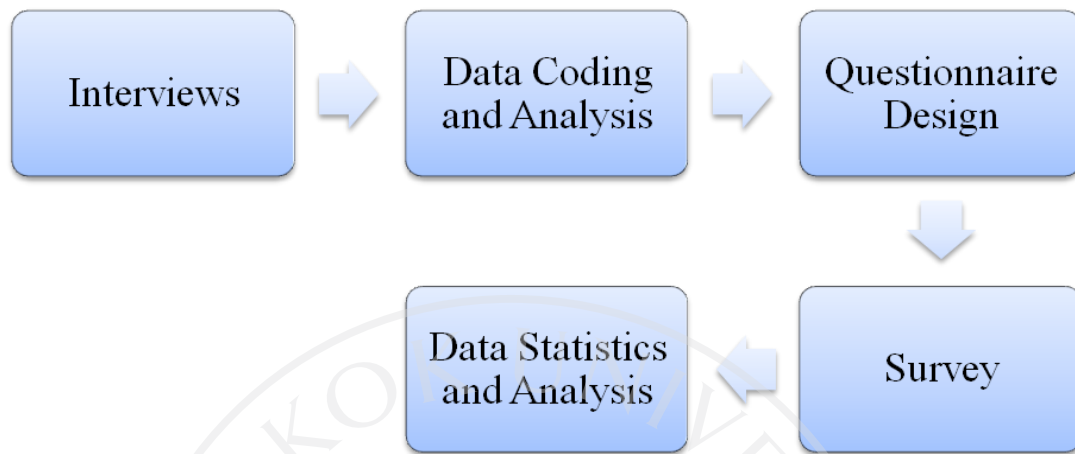 Interviews
Data Coding
and Analysis
Questionnaire
Design
Survey
Data Statistics
and Analysis